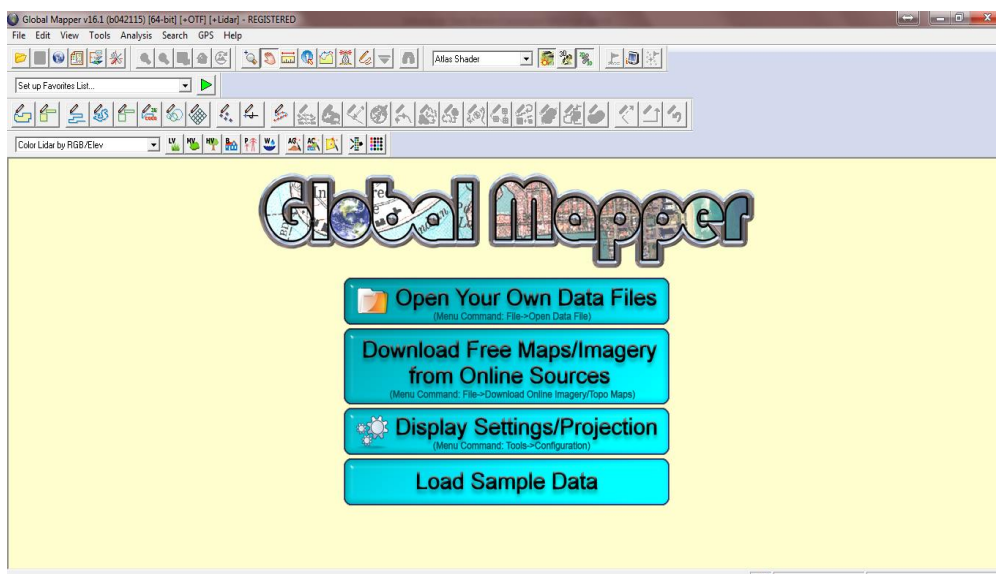 Global Mapper v16.1 (b042115) [64-bit] [+OTF] [+Lidar] - REGISTERED
File Edit View Tools Analysis Search GPS Help
Atlas Shader
Set up Favorites List...
Color Lidar by RGB/Elev
Global Mapper
Open Your Own Data Files
(Menu Command: File->Open Data File)
Download Free Maps/Imagery
from Online Sources
(Menu Command: File->Download Online Imagery/Topo Maps)
Display Settings/Projection
(Menu Command: Tools->Configuration)
Load Sample Data